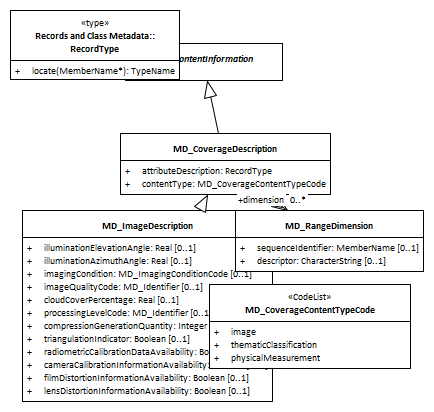 «type»
Records and Class Metadata::
RecordType
+ locate(MemberName*): TypeName
ontentInformation
MD_CoverageDescription
+ attributeDescription: RecordType
+ contentType: MD_CoverageContentTypeCode
+dimension 0..*
MD_ImageDescription
+ illuminationElevationAngle: Real [0..1]
+ illuminationAzimuthAngle: Real [0..1]
+ imagingCondition: MD_ImagingConditionCode [0..1]
+ imageQualityCode: MD_Identifier [0..1]
+ cloudCoverPercentage: Real [0..1]
+ processingLevelCode: MD_Identifier [0..1]
+ compressionGenerationQuantity: Integer
+ triangulationIndicator: Boolean [0..1]
+ radiometricCalibrationDataAvailability: Bo
+ cameraCalibrationInformationAvailability:
+ filmDistortionInformationAvailability: Boolean [0..1]
+ lensDistortionInformationAvailability: Boolean [0..1]
MD_RangeDimension
+ sequenceIdentifier: MemberName [0..1]
+ descriptor: CharacterString [0..1]
«CodeList»
MD_CoverageContentTypeCode
+ image
+ thematicClassification
+ physicalMeasurement